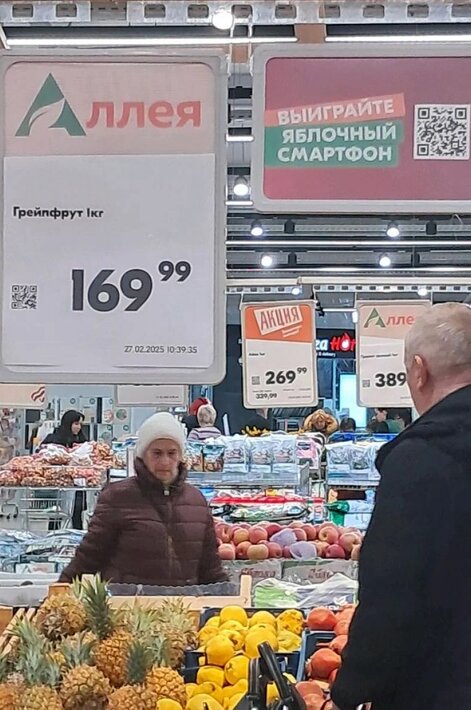 Аллея
Грейпфрут 1кг
169 99
27.02.2025 10:39:35
ВЫИГРАЙТЕ
ЯБЛОЧНЫЙ
СМАРТФОН
АКЦИЯ
269 99
339,99
Аллея
389